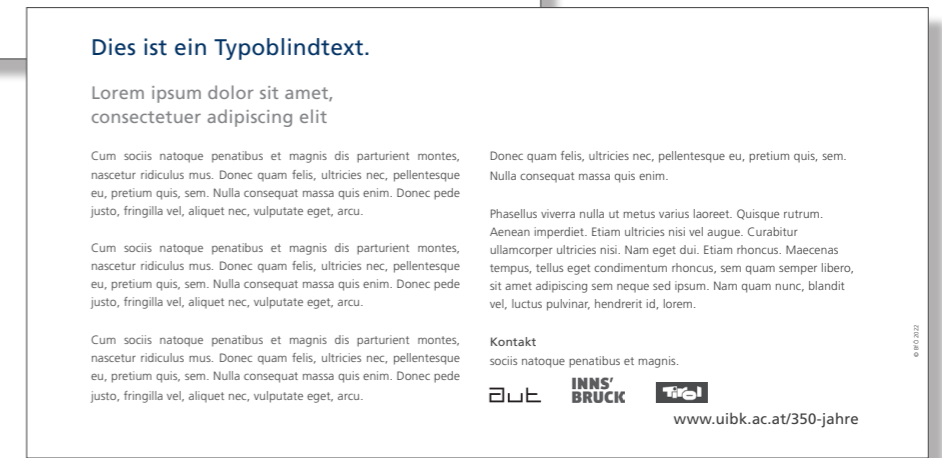 Dies ist ein Typoblindtext.
Lorem ipsum dolor sit amet,
consectetuer adipiscing elit
Cum sociis natoque penatibus et magnis dis parturient montes,
nascetur ridiculus mus. Donec quam felis, ultricies nec, pellentesque
eu, pretium quis, sem. Nulla consequat massa quis enim. Donec pede
justo, fringilla vel, aliquet nec, vulputate eget, arcu.
Cum sociis natoque penatibus et magnis dis parturient montes,
nascetur ridiculus mus. Donec quam felis, ultricies nec, pellentesque
eu, pretium quis, sem. Nulla consequat massa quis enim. Donec pede
justo, fringilla vel, aliquet nec, vulputate eget, arcu.
Cum sociis natoque penatibus et magnis dis parturient montes,
nascetur ridiculus mus. Donec quam felis, ultricies nec, pellentesque
eu, pretium quis, sem. Nulla consequat massa quis enim. Donec pede
justo, fringilla vel, aliquet nec, vulputate eget, arcu.
Donec quam felis, ultricies nec, pellentesque eu, pretium quis, sem.
Nulla consequat massa quis enim.
Phasellus viverra nulla ut metus varius laoreet. Quisque rutrum.
Aenean imperdiet. Etiam ultricies nisi vel augue. Curabitur
ullamcorper ultricies nisi. Nam eget dui. Etiam rhoncus. Maecenas
tempus, tellus eget condimentum rhoncus, sem quam semper libero,
sit amet adipiscing sem neque sed ipsum. Nam quam nunc, blandit
vel, luctus pulvinar, hendrerit id, lorem.
Kontakt
sociis natoque penatibus et magnis.
aut
INNS'
BRUCK
Tirol
www.uibk.ac.at/350-jahre
© BFÖ 2022